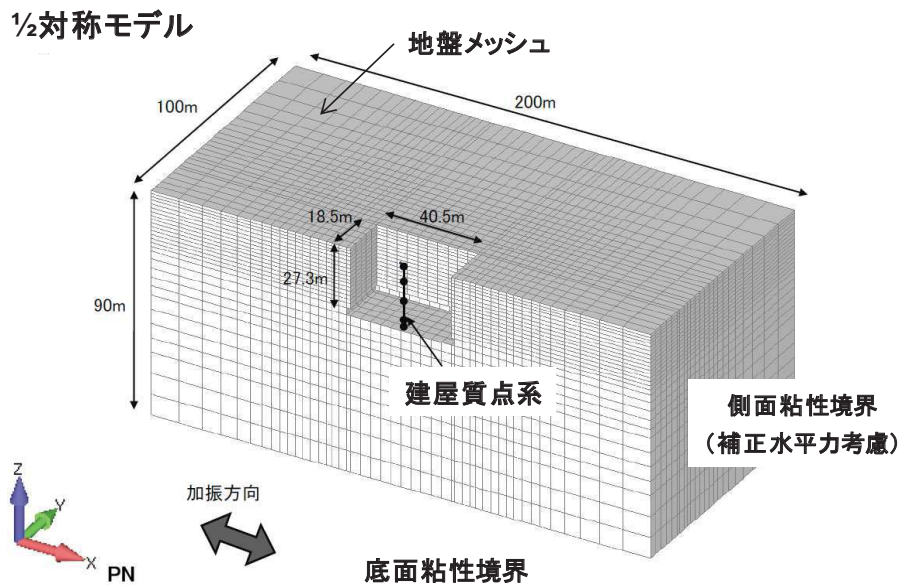 ½対称モデル
地盤メッシュ
100m
200m
18.5m
40.5m
27.3m
90m
建屋質点系
側面粘性境界
（補正水平力考慮）
Z
Y
X
PN
加振方向
底面粘性境界